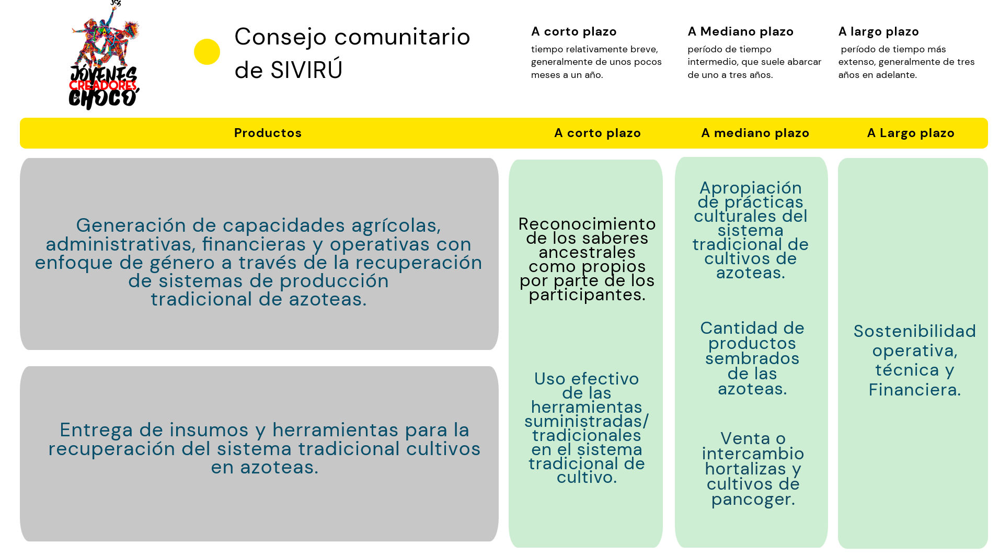 JCh
JÓVENES
CREADORES
DEL
CHOCÓ
Consejo comunitario
de SIVIRÚ
A corto plazo
tiempo relativamente breve,
generalmente de unos pocos
meses a un año.
A Mediano plazo
período de tiempo
intermedio, que suele abarcar
de uno a tres años.
A largo plazo
período de tiempo más
extenso, generalmente de tres
años en adelante.
Productos
A corto plazo
A mediano plazo
A Largo plazo
Generación de capacidades agrícolas,
administrativas, financieras y operativas con
enfoque de género a través de la recuperación
de sistemas de producción
tradicional de azoteas.
Entrega de insumos y herramientas para la
recuperación del sistema tradicional cultivos
en azoteas.
Reconocimiento
de los saberes
ancestrales
como propios
por parte de los
participantes.
Uso efectivo
de las
herramientas
suministradas/
tradicionales
en el sistema
tradicional de
cultivo.
Apropiación
de prácticas
culturales del
sistema
tradicional de
cultivos de
azoteas.
Cantidad de
productos
sembrados
de las
azoteas.
Venta o
intercambio
hortalizas y
cultivos de
pancoger.
Sostenibilidad
operativa,
técnica y
Financiera.